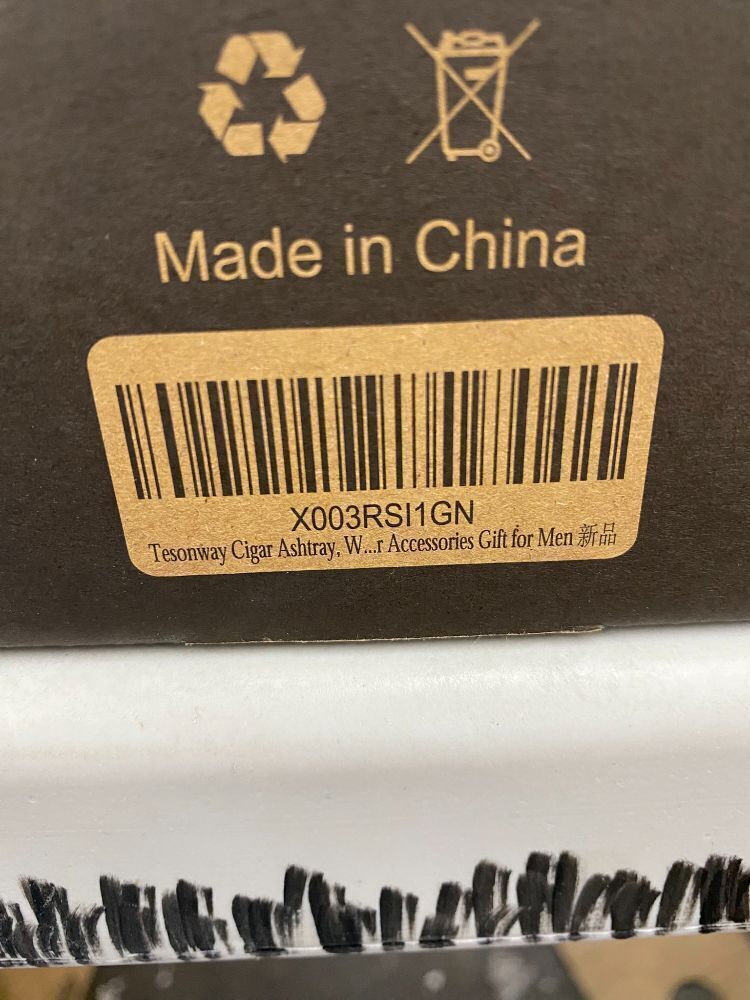 Made in China
X003RSI1GN
Tesonway Cigar Ashtray, W...r Accessories Gift for Men 新品